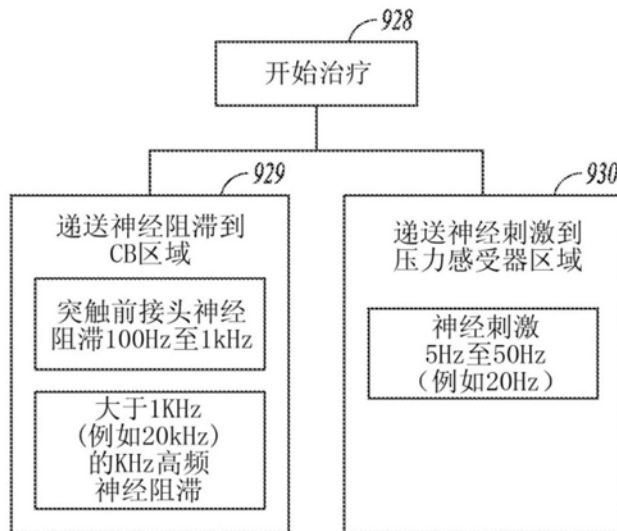 928
开始治疗
929
递送神经阻滞到
CB区域
突触前接头神经
阻滞100Hz至1kHz
大于1KHz
(例如20kHz)
的KHz高频
神经阻滞
930
递送神经刺激到
压力感受器区域
神经刺激
5Hz至50Hz
（例如20Hz）